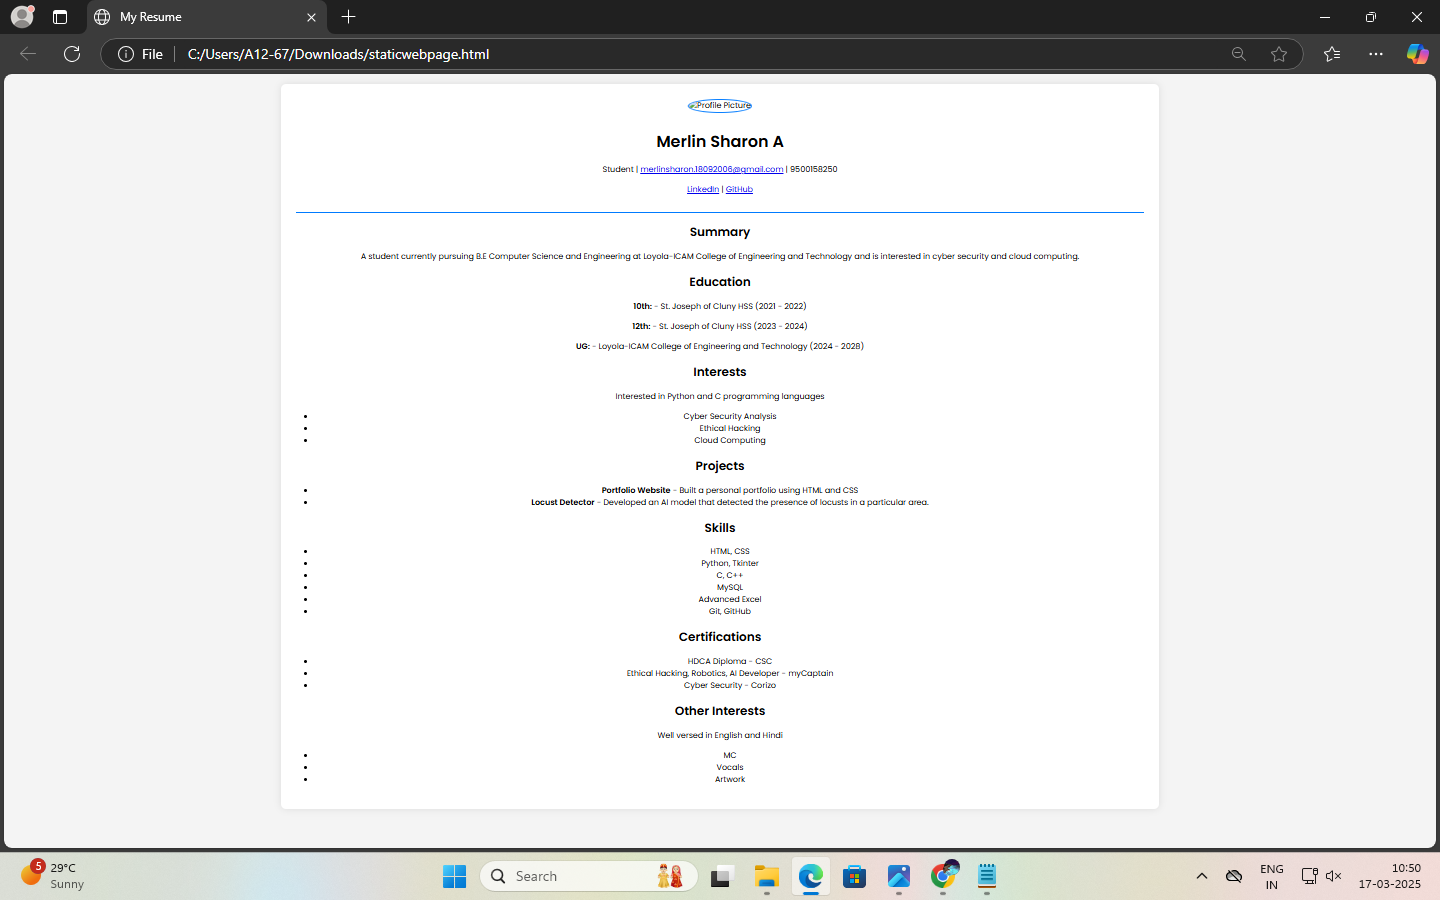 My Resume
File
C:/Users/A12-67/Downloads/staticwebpage.html
Profile Picture
Merlin Sharon A
Student | merlinsharon.18092006@gmail.com | 9500158250
LinkedIn | GitHub
Summary
A student currently pursuing B.E Computer Science and Engineering at Loyola-ICAM College of Engineering and Technology and is interested in cyber security and cloud computing.
Education
10th: - St. Joseph of Cluny HSS (2021 - 2022)
12th: - St. Joseph of Cluny HSS (2023 - 2024)
UG: - Loyola-ICAM College of Engineering and Technology (2024 - 2028)
Interests
Interested in Python and C programming languages
Cyber Security Analysis
Ethical Hacking
Cloud Computing
Projects
Portfolio Website - Built a personal portfolio using HTML and CSS
Locust Detector - Developed an AI model that detected the presence of locusts in a particular area.
Skills
HTML, CSS
Python, Tkinter
C, C++
MySQL
Advanced Excel
Git, GitHub
Certifications
HDCA Diploma - CSC
Ethical Hacking, Robotics, AI Developer - myCaptain
Cyber Security - Corizo
Other Interests
Well versed in English and Hindi
MC
Vocals
Artwork
5
29°C
Sunny
Search
ENG
IN
10:50
17-03-2025